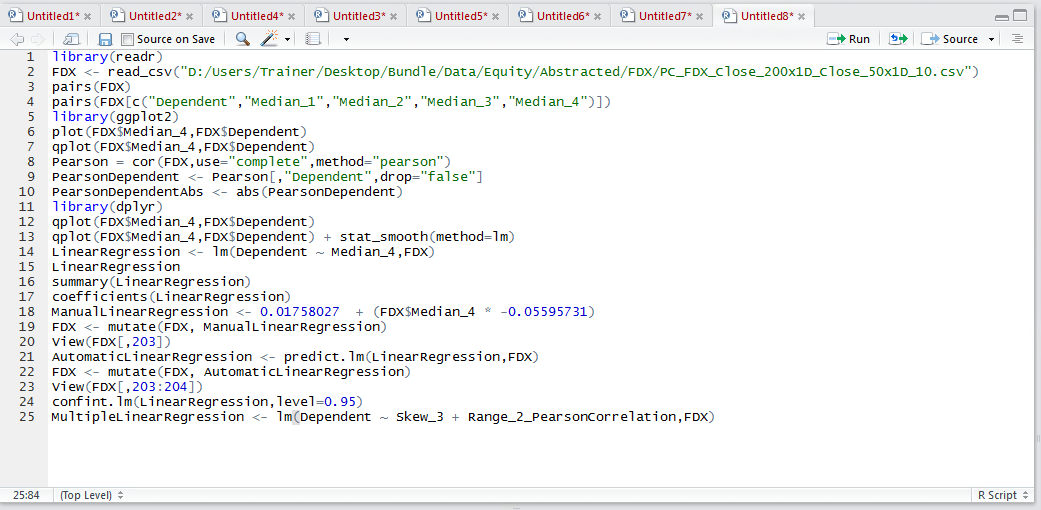 Untitled1* Untitled2* Untitled4* Untitled3* Untitled5* Untitled6* Untitled7* Untitled8*
Source on Save Run Source
1 library(readr)
2 FDX <- read_csv("D:/Users/Trainer/Desktop/Bundle/Data/Equity/Abstracted/FDX/PC_FDX_Close_200x1D_Close_50x1D_10.csv")
3 pairs(FDX)
4 pairs(FDX[c("Dependent","Median_1","Median_2","Median_3","Median_4")])
5 library(ggplot2)
6 plot(FDX$Median_4,FDX$Dependent)
7 qplot(FDX$Median_4,FDX$Dependent)
8 Pearson = cor(FDX,use="complete",method="pearson")
9 PearsonDependent <- Pearson[,"Dependent",drop="false"]
10 PearsonDependentAbs <- abs(PearsonDependent)
11 library(dplyr)
12 qplot(FDX$Median_4,FDX$Dependent)
13 qplot(FDX$Median_4,FDX$Dependent) + stat_smooth(method=lm)
14 LinearRegression <- lm(Dependent ~ Median_4,FDX)
15 LinearRegression
16 summary(LinearRegression)
17 coefficients(LinearRegression)
18 ManualLinearRegression <- 0.01758027  + (FDX$Median_4 * -0.05595731)
19 FDX <- mutate(FDX, ManualLinearRegression)
20 View(FDX[,203])
21 AutomaticLinearRegression <- predict.lm(LinearRegression,FDX)
22 FDX <- mutate(FDX, AutomaticLinearRegression)
23 View(FDX[,203:204])
24 confint.lm(LinearRegression,level=0.95)
25 MultipleLinearRegression <- lm(Dependent ~ Skew_3 + Range_2_PearsonCorrelation,FDX)
25:84 (Top Level) R Script